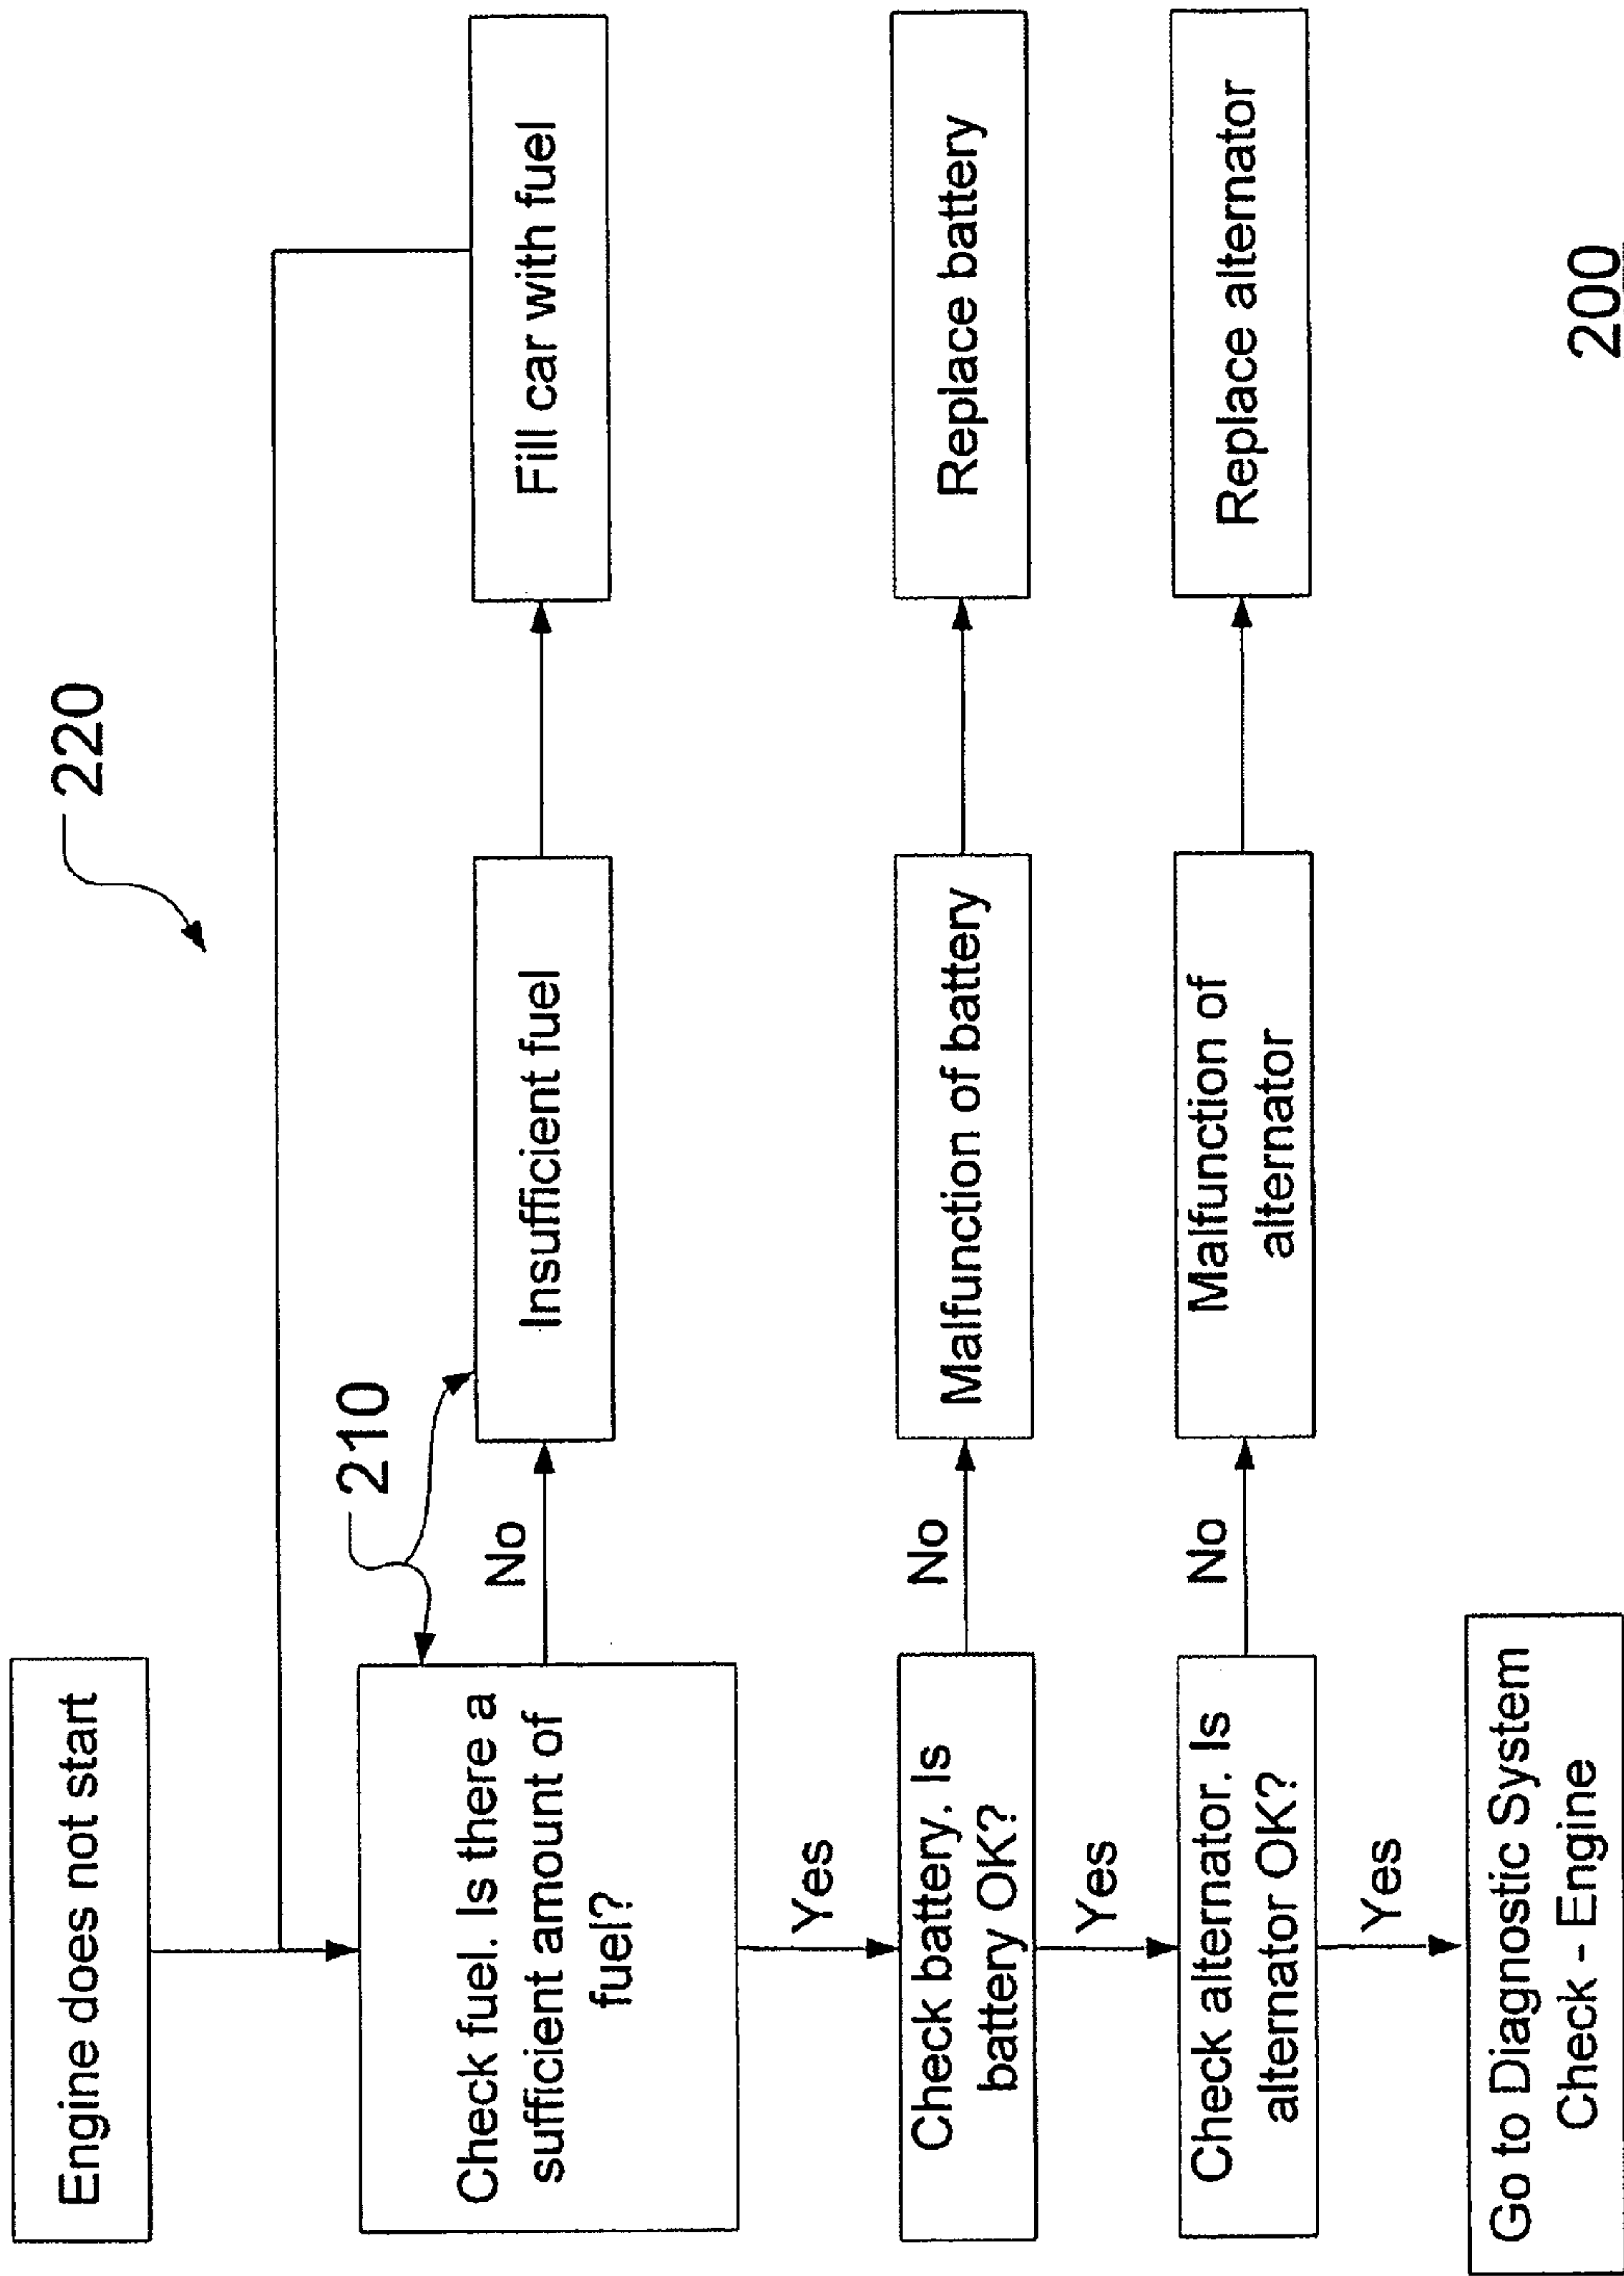 220
Engine does not start
210
Check fuel. Is there a
sufficient amount of
fuel?
No
Insufficient fuel
Fill car with fuel
Yes
Check battery. Is
battery OK?
No
Malfunction of battery
Replace battery
Yes
Check alternator. Is
alternator OK?
No
Malfunction of
alternator
Replace alternator
Yes
Go to Diagnostic System
Check - Engine
200